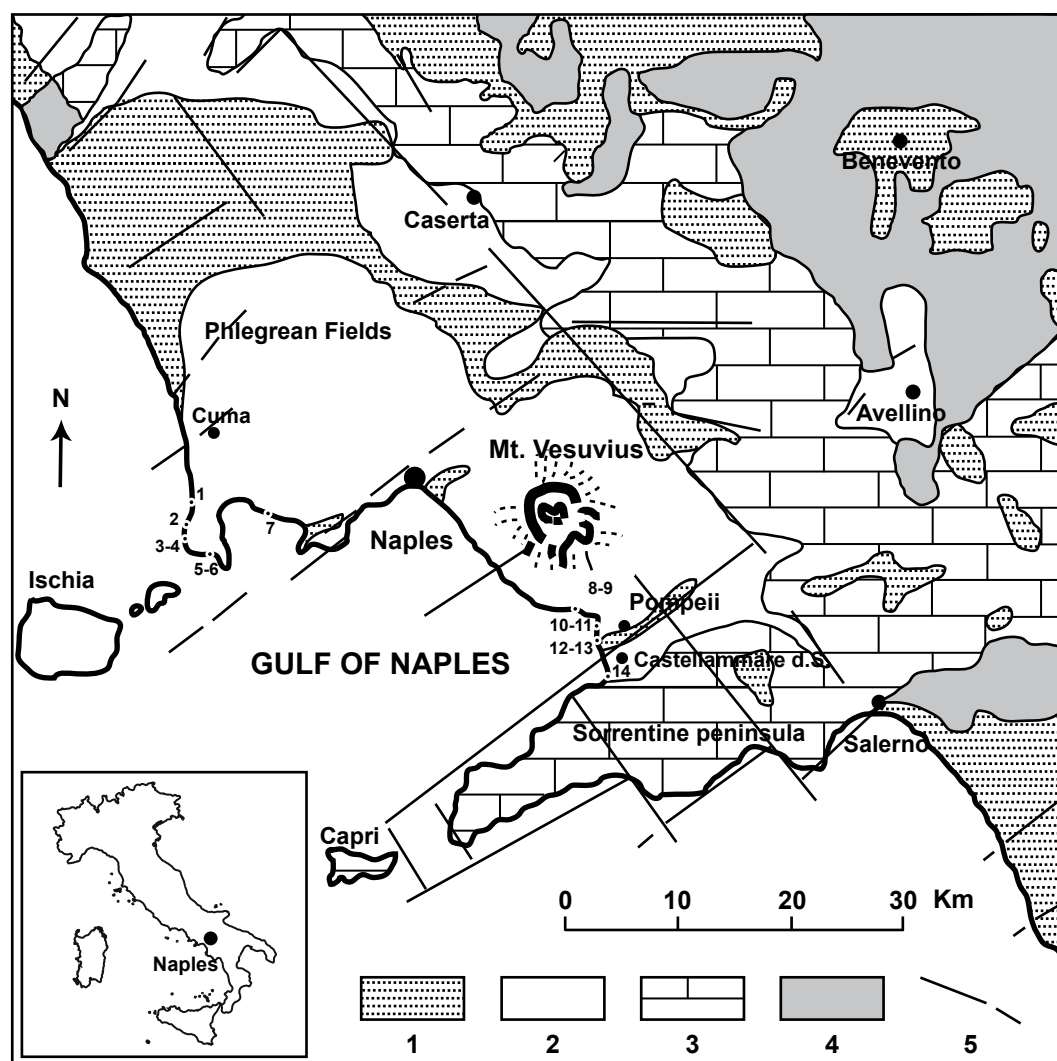 Benevento
Caserta
Phlegrean Fields
N
Cuma
Avellino
Mt. Vesuvius
1
2
7
3-4
Naples
5-6
Ischia
8-9
Pompeii
10-11
12-13
GULF OF NAPLES
Castellammare d.S.
14
Sorrentine peninsula
Salerno
Capri
0 10 20 30 Km
Naples
1 2 3 4 5